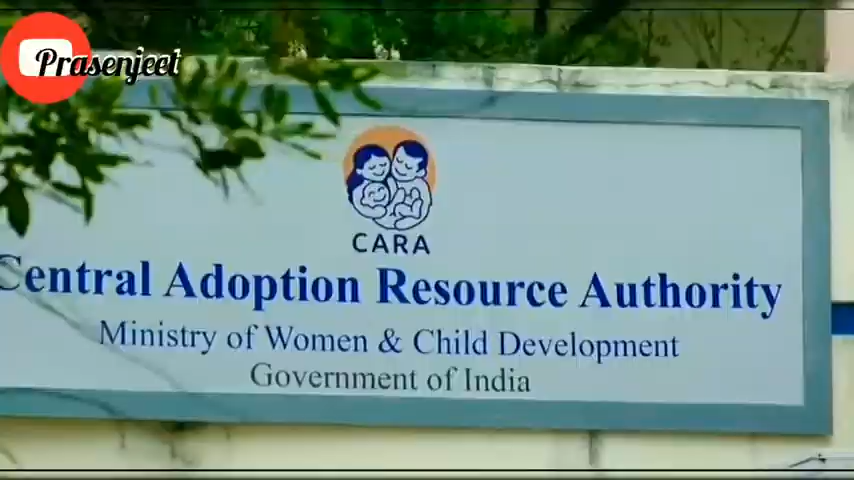 Prasenjeet
CARA
Central Adoption Resource Authority
Ministry of Women & Child Development
Government of India